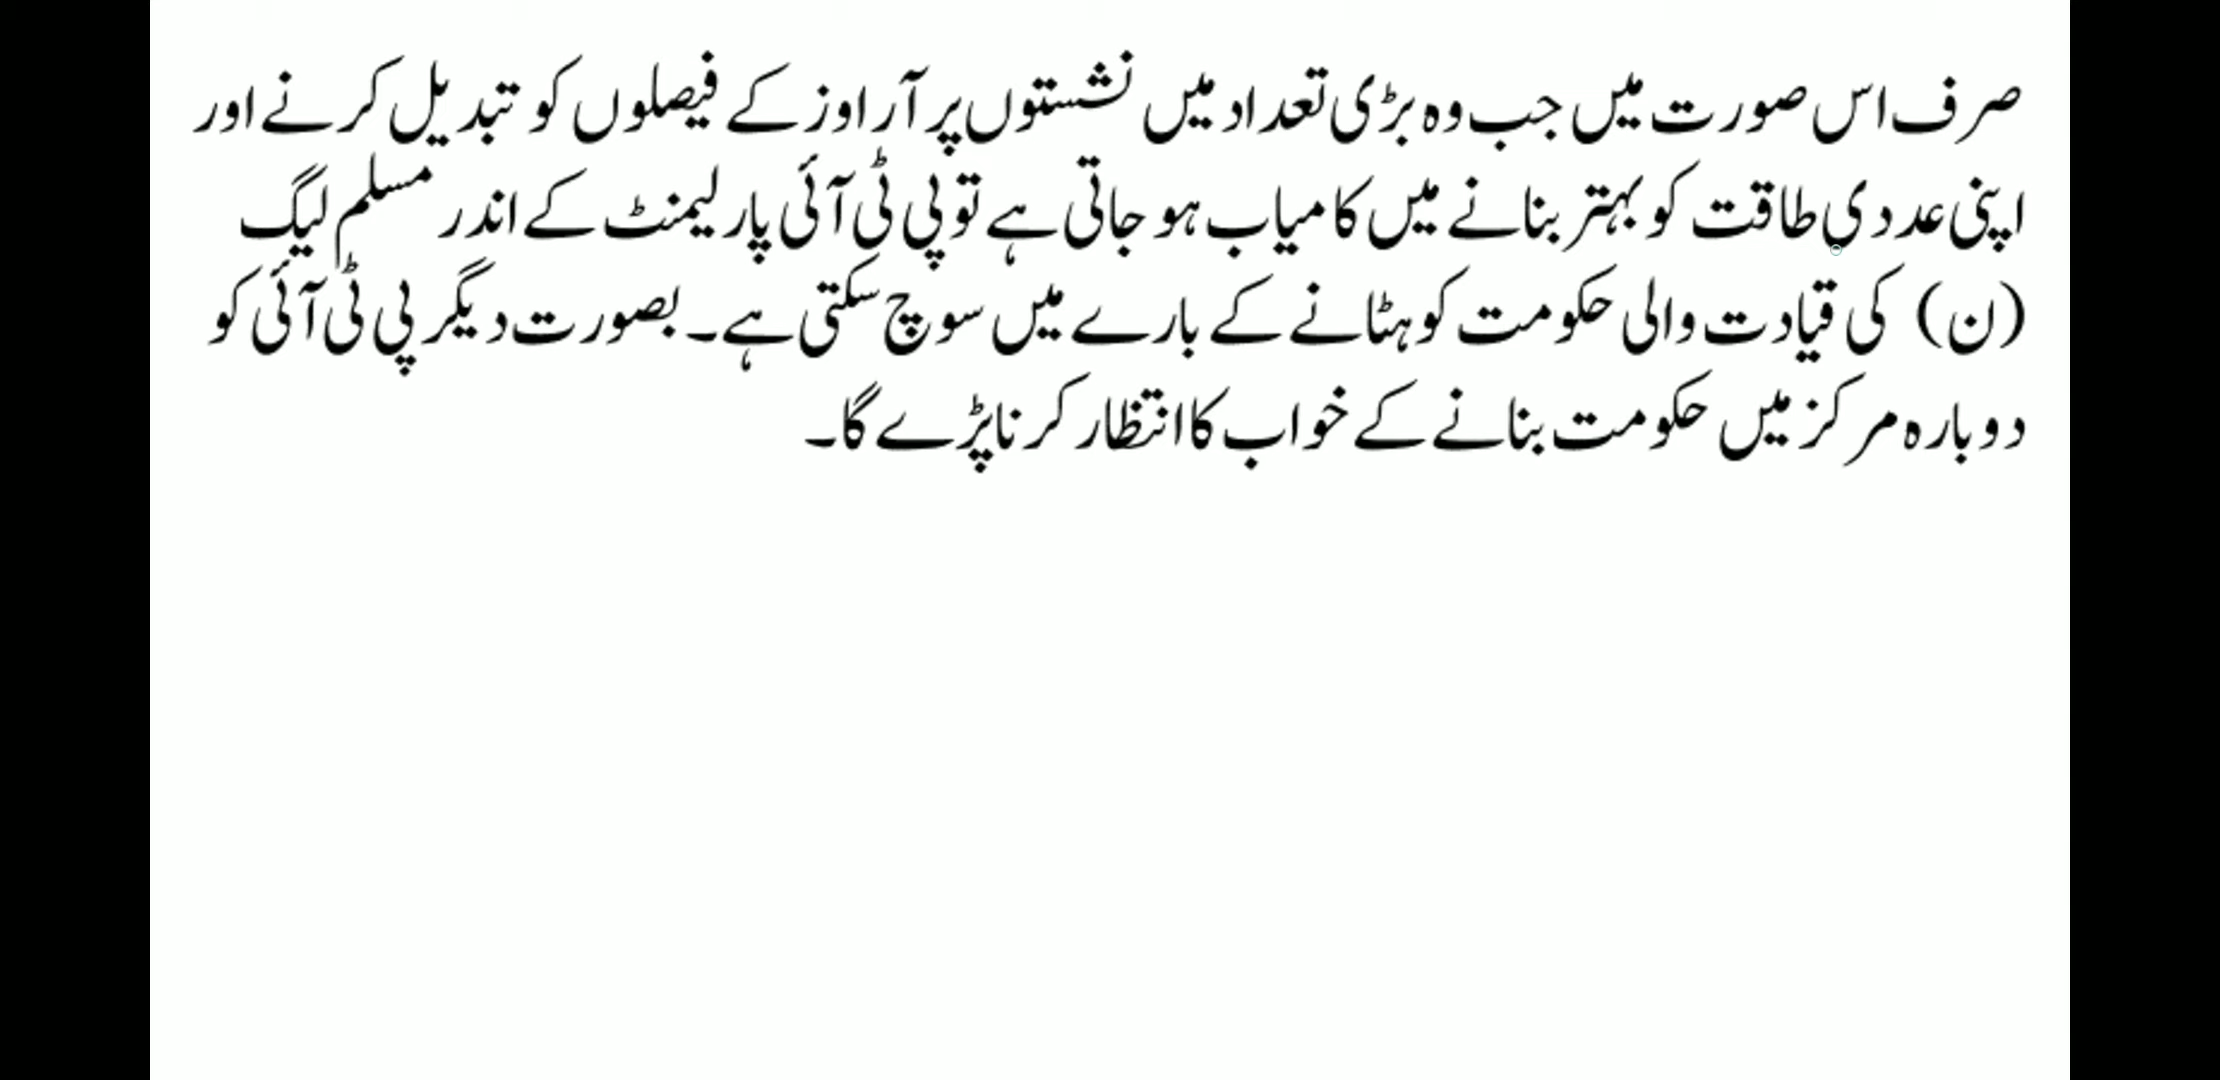 صرف اس صورت میں جب وہ بڑی تعداد میں نشستوں پر آر اوز کے فیصلوں کو تبدیل کرنے اور
اپنی عددی طاقت کو بہتر بنانے میں کامیاب ہو جاتی ہے تو پی ٹی آئی پارلیمنٹ کے اندر مسلم لیگ
(ن) کی قیادت والی حکومت کو ہٹانے کے بارے میں سوچ سکتی ہے۔ بصورت دیگر پی ٹی آئی کو
دوبارہ مرکز میں حکومت بنانے کے خواب کا انتظار کرنا پڑے گا۔